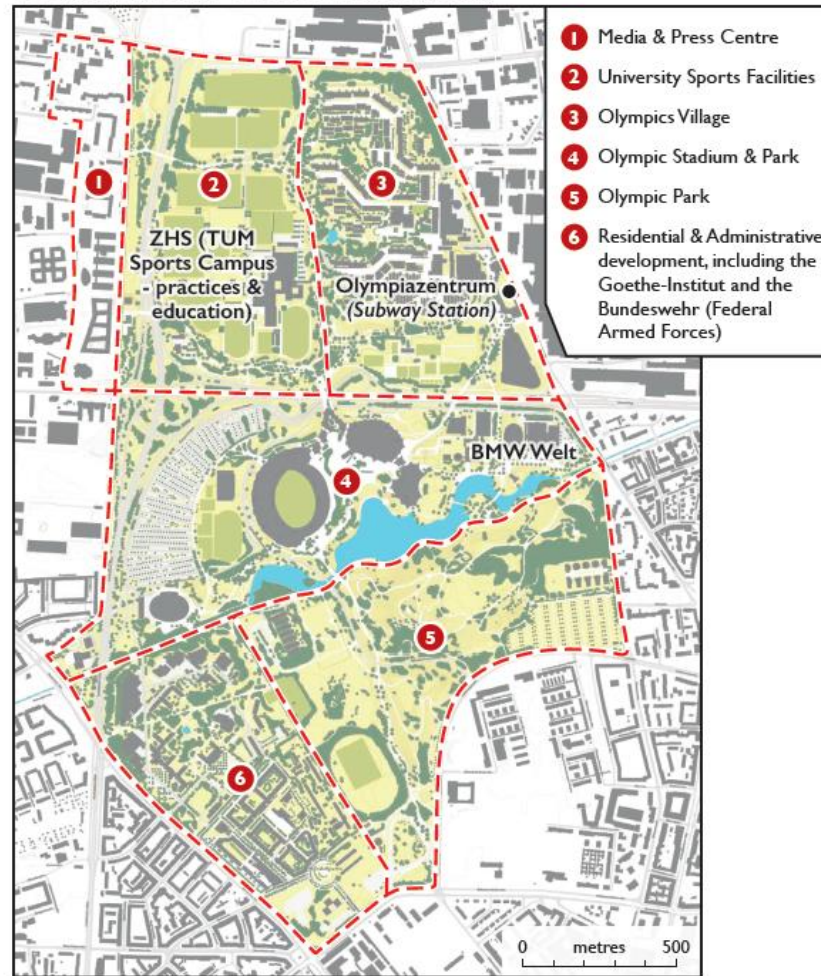 1 Media & Press Centre
2 University Sports Facilities
3 Olympics Village
4 Olympic Stadium & Park
5 Olympic Park
6 Residential & Administrative
development, including the
Goethe-Institut and the
Bundeswehr (Federal
Armed Forces)
1
2
3
ZHS (TUM
Sports Campus
- practices &
education)
Olympiazentrum
(Subway Station)
BMW Welt
4
5
6
0 metres 500